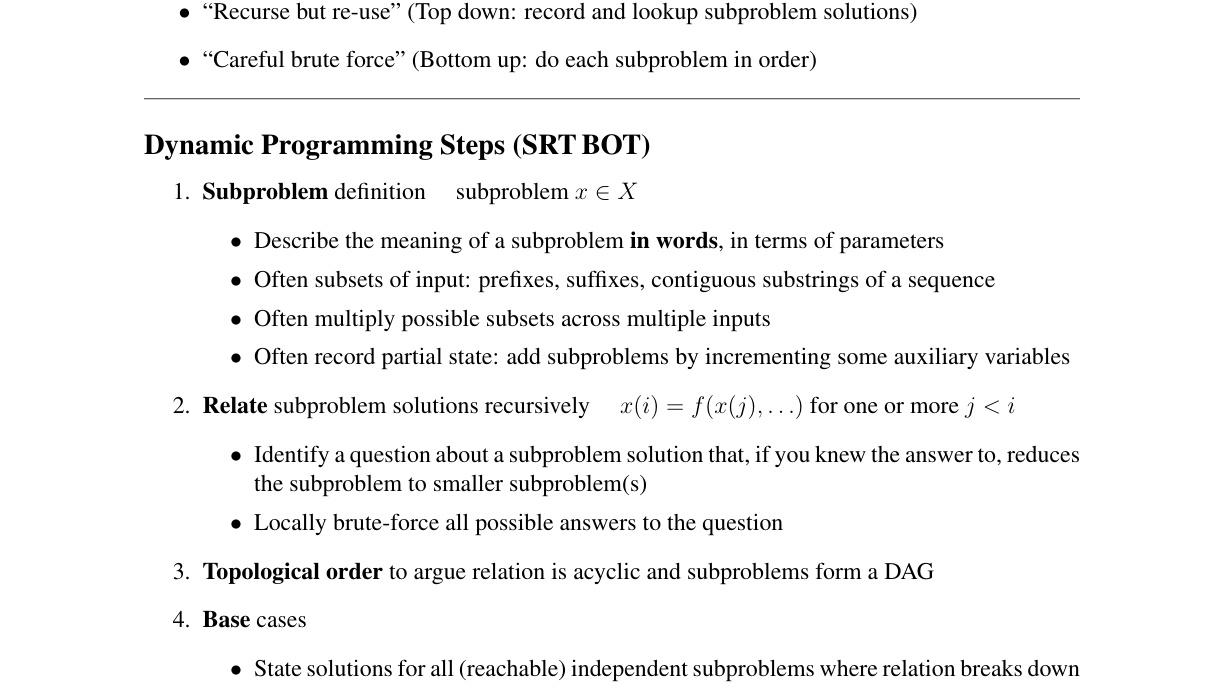 • “Recurse but re-use” (Top down: record and lookup subproblem solutions)
• “Careful brute force” (Bottom up: do each subproblem in order)
Dynamic Programming Steps (SRT BOT)
1. Subproblem definition subproblem x ∈ X
• Describe the meaning of a subproblem in words, in terms of parameters
• Often subsets of input: prefixes, suffixes, contiguous substrings of a sequence
• Often multiply possible subsets across multiple inputs
• Often record partial state: add subproblems by incrementing some auxiliary variables
2. Relate subproblem solutions recursively x(i) = f(x(j), . . .) for one or more j < i
• Identify a question about a subproblem solution that, if you knew the answer to, reduces
the subproblem to smaller subproblem(s)
• Locally brute-force all possible answers to the question
3. Topological order to argue relation is acyclic and subproblems form a DAG
4. Base cases
• State solutions for all (reachable) independent subproblems where relation breaks down